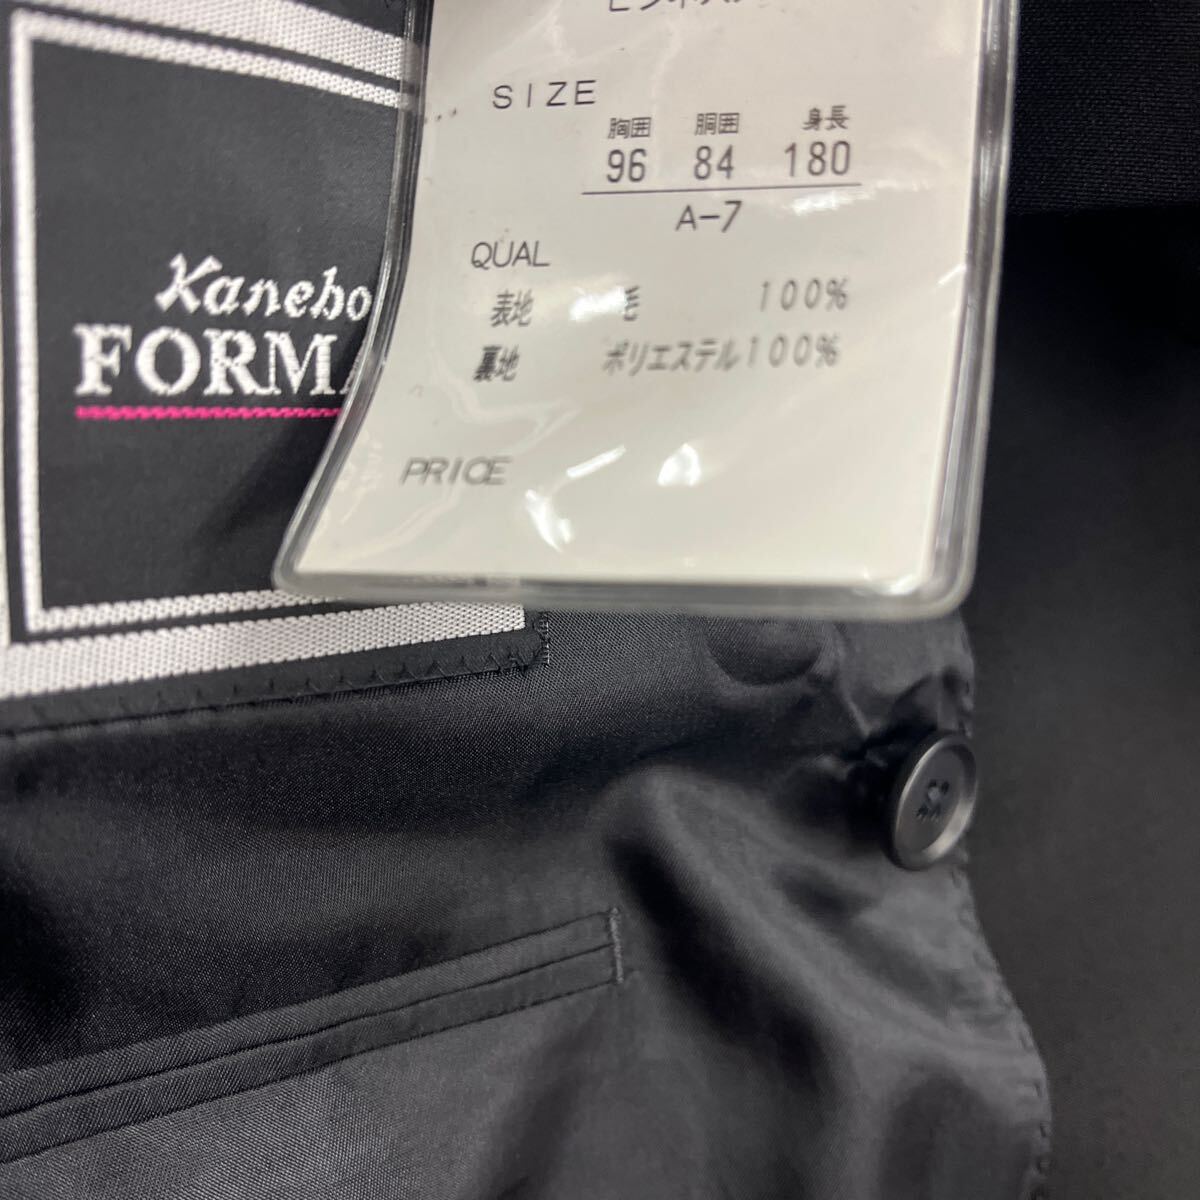 SIZE
胸囲 胴囲 身長
96 84 180
A-7
QUAL
表地 毛 100%
裏地 ポリエステル100%
PRICE
Kanebo
FORMA